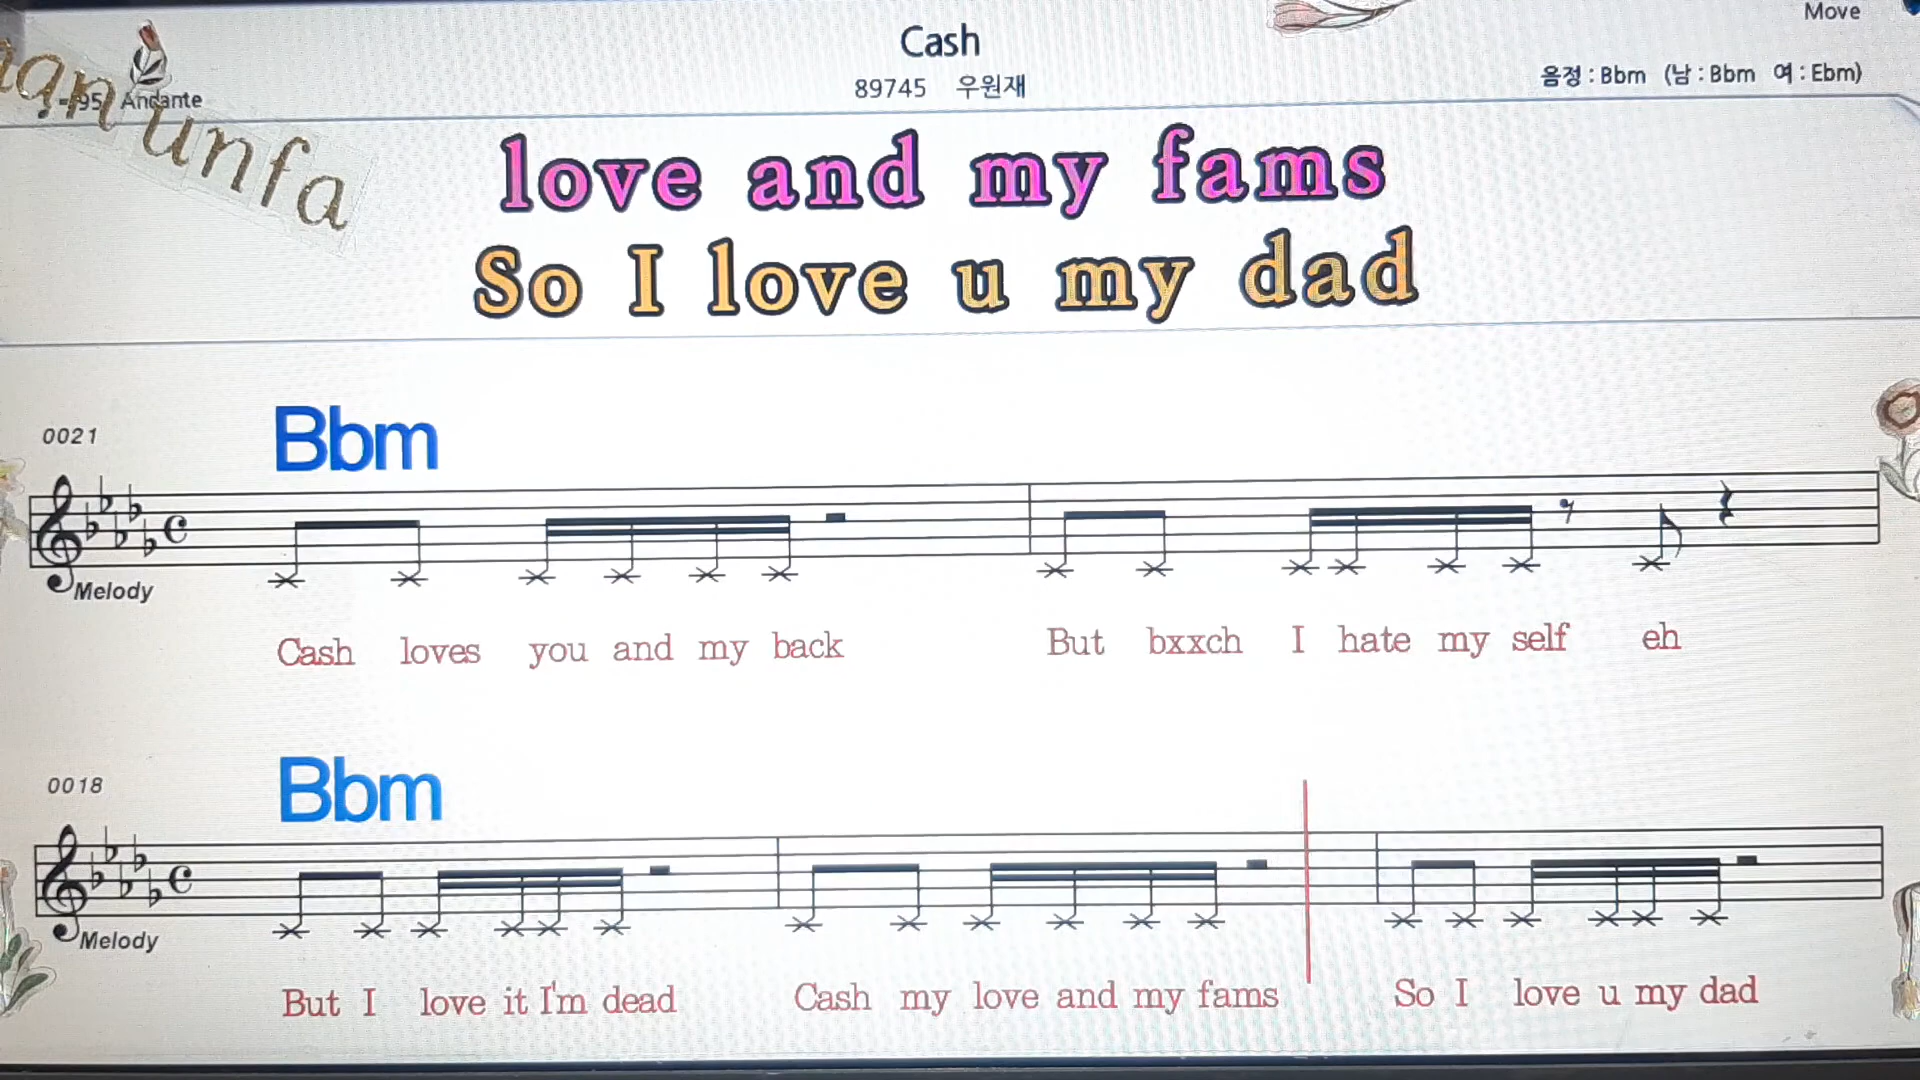 Move
Cash
89745 우원재
음정 : Bbm (남 : Bbm 여 : Ebm)
95 Andante
unfa
love and my fams
So I love u my dad
0021
Bbm
Melody
Cash loves you and my back But bxxch I hate my self eh
0018
Bbm
Melody
But I love it I'm dead Cash my love and my fams So I love u my dad